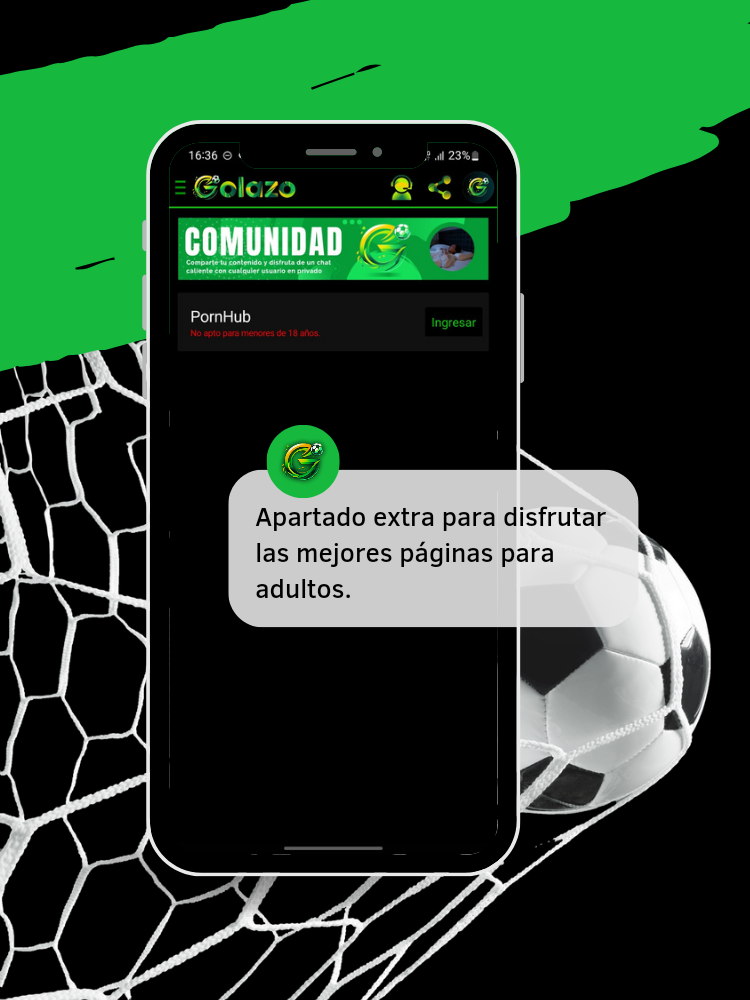 16:36
23%
Golazo
COMUNIDAD
Comparte tu contenido y disfruta de un chat
caliente con cualquier usuario en privado
PornHub
No apto para menores de 18 años.
Ingresar
Apartado extra para disfrutar
las mejores páginas para
adultos.